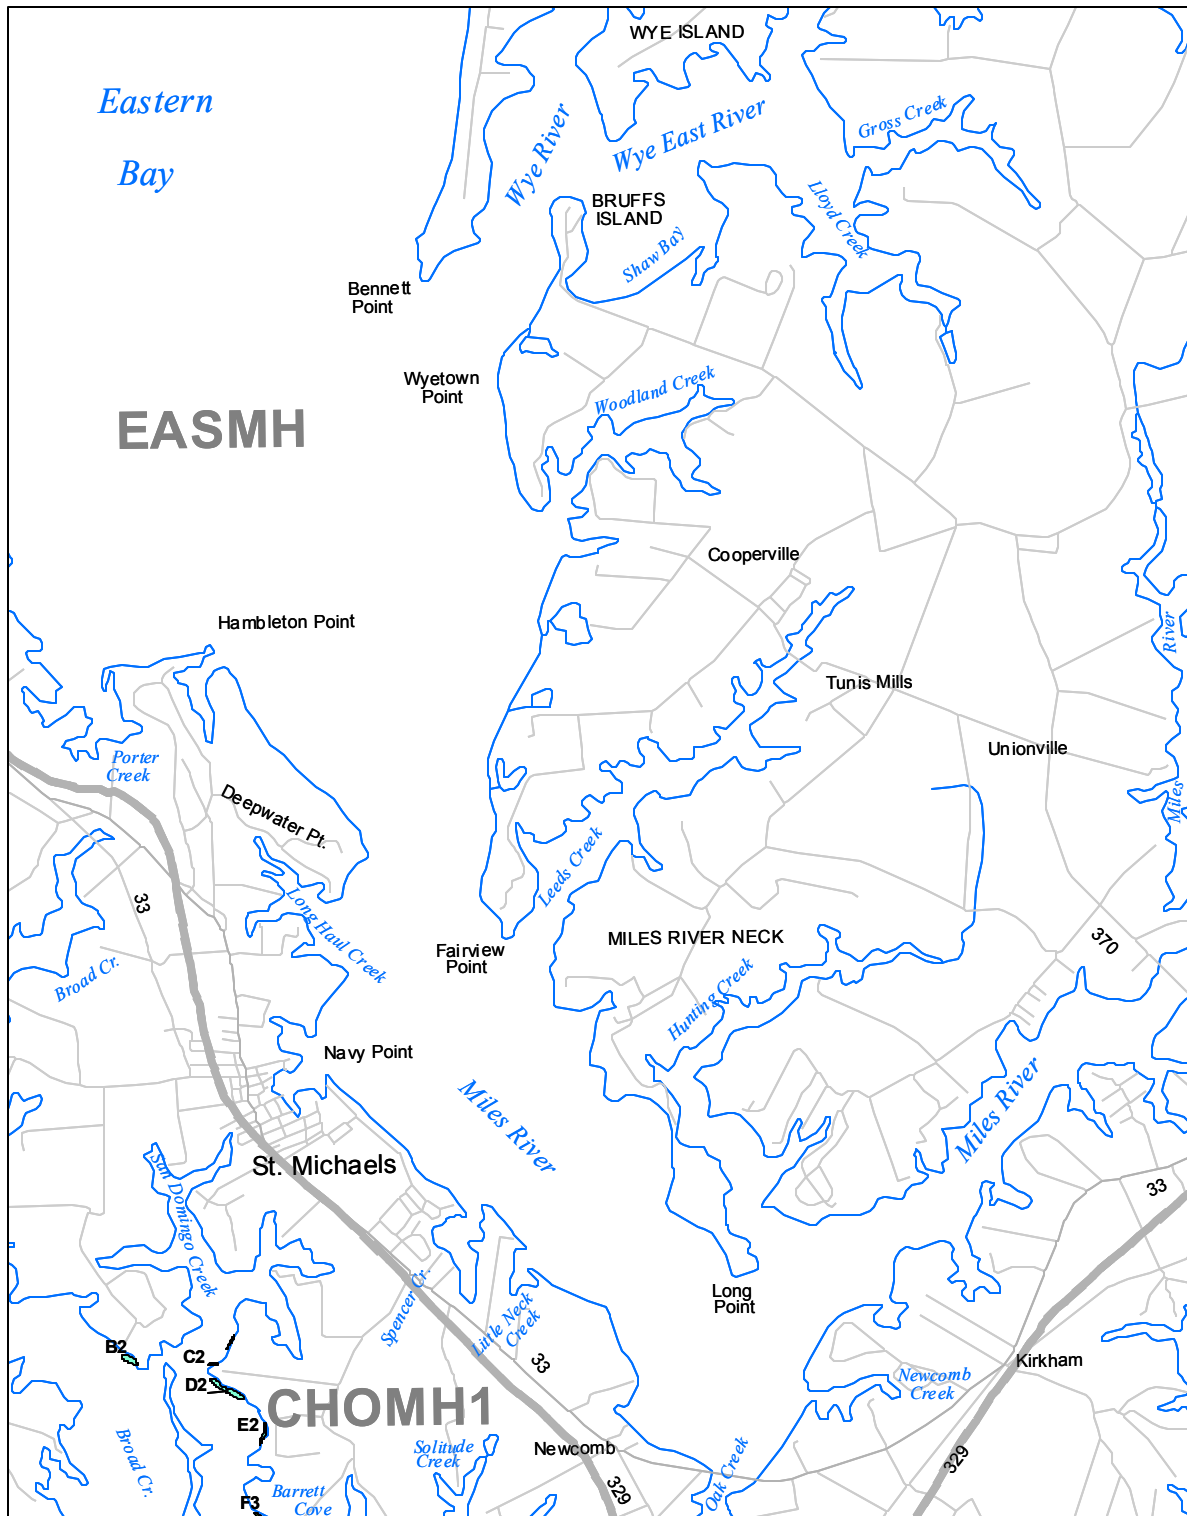 WYE ISLAND
Eastern
Bay
Wye River
Wye East River
Gross Creek
BRUFFS
ISLAND
Shaw Bay
Lloyd Creek
Bennett
Point
Wyetown
Point
Woodland Creek
EASMH
Cooperville
Hambleton Point
River
Tunis Mills
Unionville
Porter
Creek
Miles
Deepwater Pt.
Leeds Creek
33
Long Haul Creek
Broad Cr.
Fairview
Point
MILES RIVER NECK
370
Hunting Creek
Navy Point
Miles River
Miles River
St. Michaels
San Domingo Creek
33
Spencer Cr.
Long
Point
Little Neck
Creek
33
B2
C2
D2
Kirkham
Newcomb
Creek
CHOMH1
E2
Broad Cr.
Solitude
Creek
Newcomb
Oak Creek
329
329
Barrett
Cove
F3